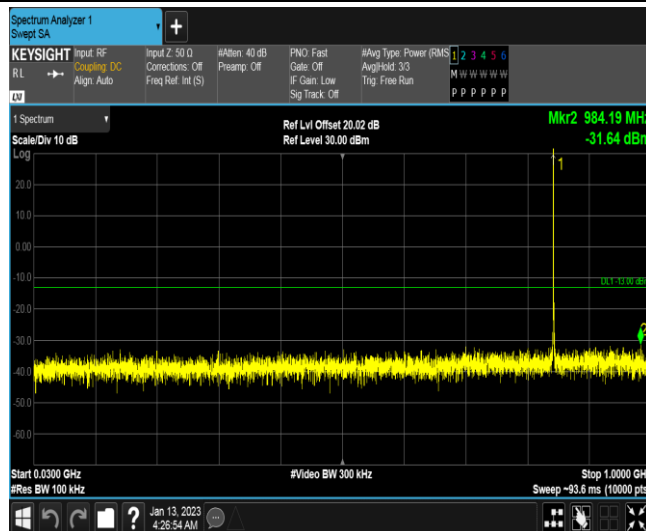 Spectrum Analyzer 1
Swept SA
+
KEYSIGHT
RL
LXI
Input: RF
Coupling: DC
Align: Auto
Input Z: 50 Ω
Corrections: Off
Freq Ref: Int (S)
#Atten: 40 dB
Preamp: Off
PNO: Fast
Gate: Off
IF Gain: Low
Sig Track: Off
#Avg Type: Power (RMS
Avg|Hold: 3/3
Trig: Free Run
1 2 3 4 5 6
M W W W W W
P P P P P P
1 Spectrum
Scale/Div 10 dB
Ref Lvl Offset 20.02 dB
Ref Level 30.00 dBm
Mkr2 984.19 MHz
-31.64 dBm
Log
1
20.0
10.0
0.00
-10.0
DL1 -13.00 dBm
-20.0
-30.0
2
-40.0
-50.0
-60.0
Start 0.0300 GHz
#Video BW 300 kHz
Stop 1.0000 GHz
#Res BW 100 kHz
Sweep ~93.6 ms (10000 pts
?
Jan 13, 2023
4:26:54 AM